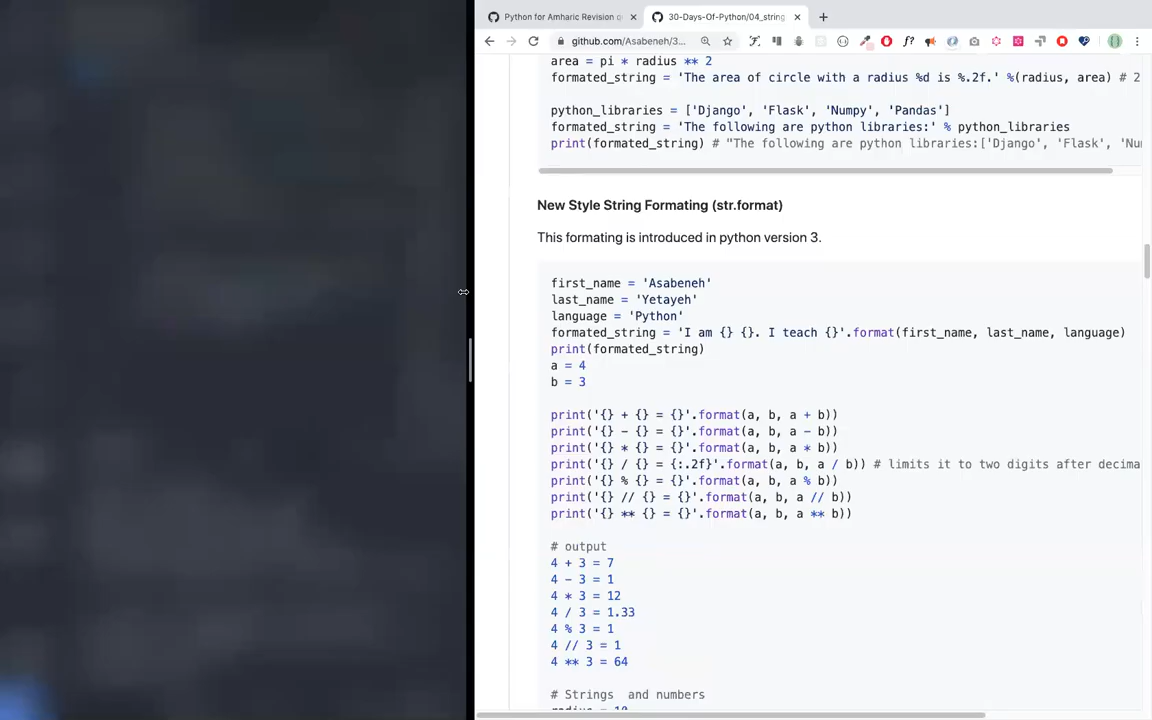 Python for Amharic Revision
30-Days-Of-Python/04_string
github.com/Asabeneh/3...
area = pi * radius ** 2
formated_string = 'The area of circle with a radius %d is %.2f.' %(radius, area) # 2
python_libraries = ['Django', 'Flask', 'Numpy', 'Pandas']
formated_string = 'The following are python libraries:' % python_libraries
print(formated_string) # "The following are python libraries:['Django', 'Flask', 'Num
New Style String Formating (str.format)
This formating is introduced in python version 3.
first_name = 'Asabeneh'
last_name = 'Yetayeh'
language = 'Python'
formated_string = 'I am {} {}. I teach {}'.format(first_name, last_name, language)
print(formated_string)
a = 4
b = 3
print('{} + {} = {}'.format(a, b, a + b))
print('{} - {} = {}'.format(a, b, a - b))
print('{} * {} = {}'.format(a, b, a * b))
print('{} / {} = {:.2f}'.format(a, b, a / b)) # limits it to two digits after decima
print('{} % {} = {}'.format(a, b, a % b))
print('{} // {} = {}'.format(a, b, a // b))
print('{} ** {} = {}'.format(a, b, a ** b))
# output
4 + 3 = 7
4 - 3 = 1
4 * 3 = 12
4 / 3 = 1.33
4 % 3 = 1
4 // 3 = 1
4 ** 3 = 64
# Strings  and numbers
radius = 10